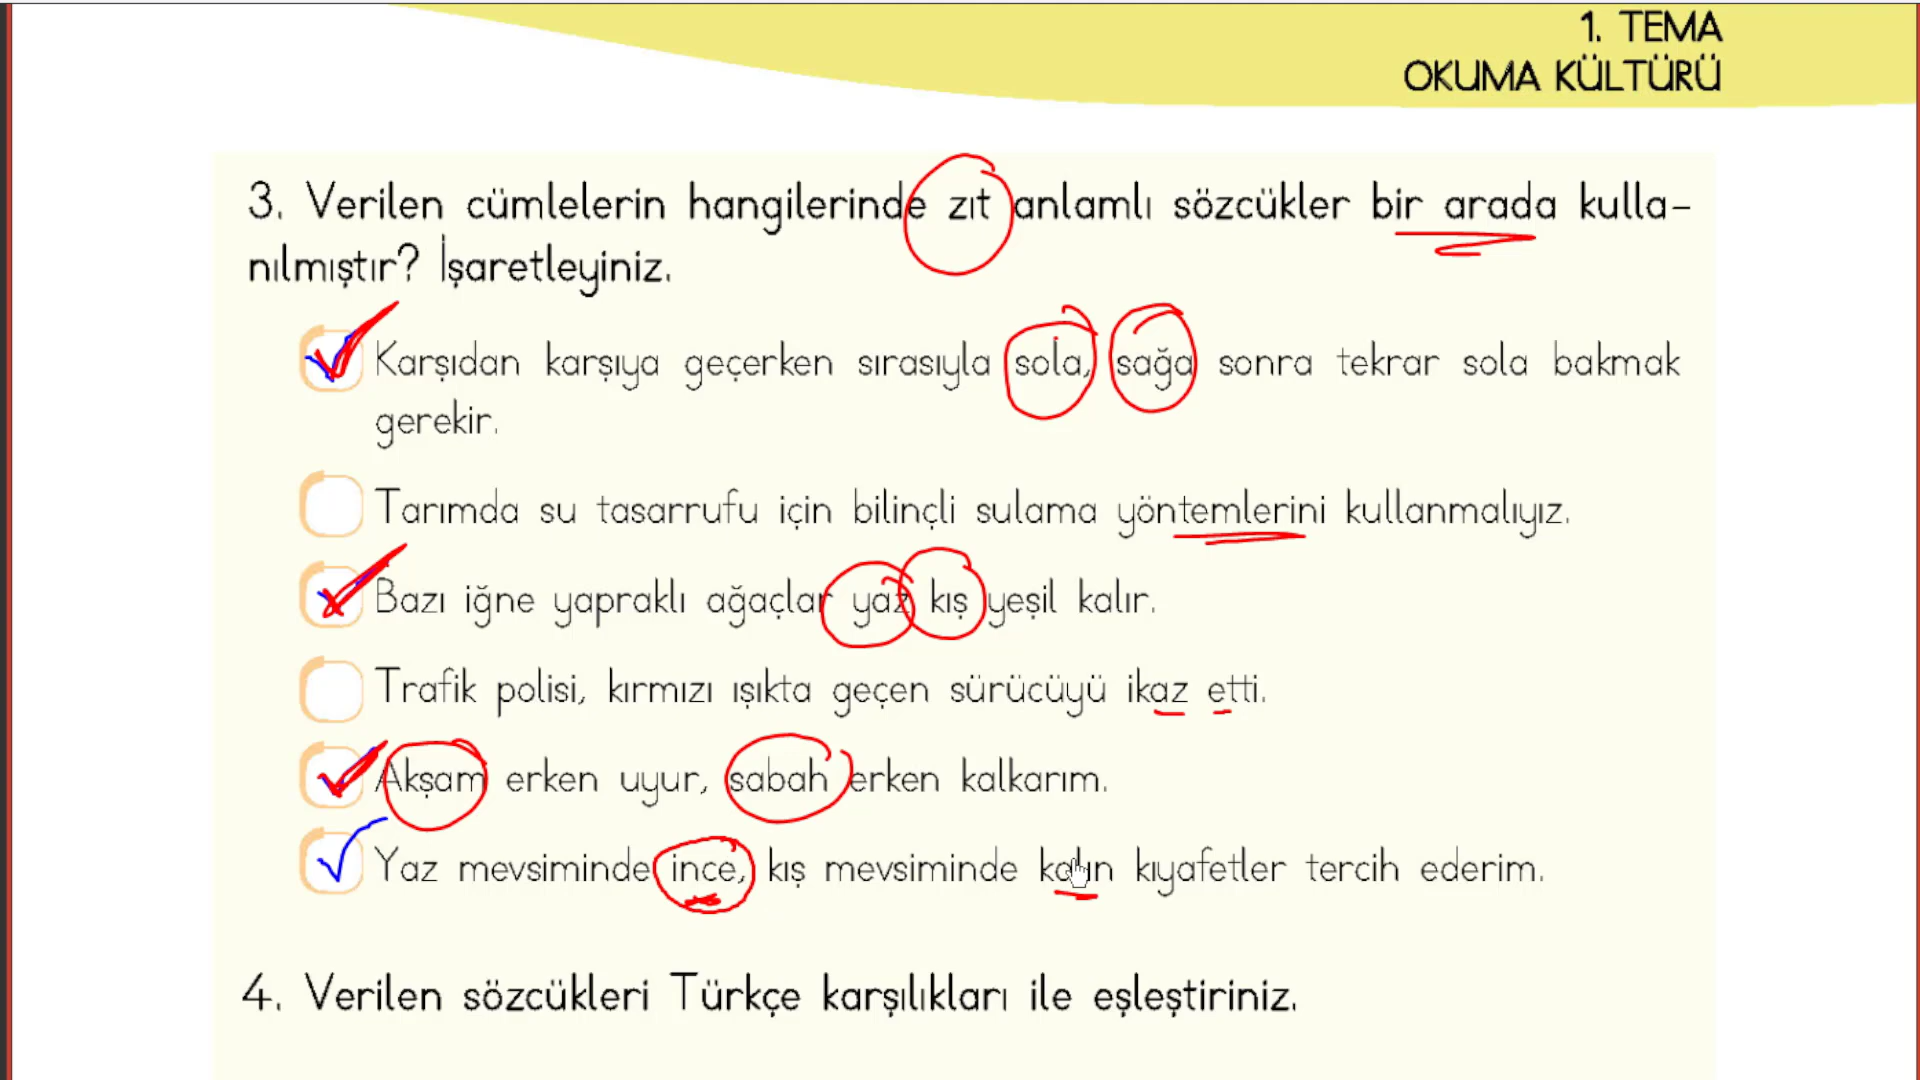 1. TEMA
OKUMA KÜLTÜRÜ
3. Verilen cümlelerin hangilerinde zıt anlamlı sözcükler bir arada kulla-
nılmıştır? İşaretleyiniz.
Karşıdan karşıya geçerken sırasıyla sola, sağa sonra tekrar sola bakmak
gerekir.
Tarımda su tasarrufu için bilinçli sulama yöntemlerini kullanmalıyız.
Bazı iğne yapraklı ağaçlar yaz kış yeşil kalır.
Trafik polisi, kırmızı ışıkta geçen sürücüyü ikaz etti.
Akşam erken uyur, sabah erken kalkarım.
Yaz mevsiminde ince, kış mevsiminde kalın kıyafetler tercih ederim.
4. Verilen sözcükleri Türkçe karşılıkları ile eşleştiriniz.